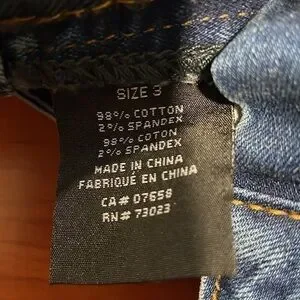 SIZE 3
98% COTTON
2% SPANDEX
98% COTON
2% SPANDEX
MADE IN CHINA
FABRIQUÉ EN CHINA
CA# 07658
RN# 73023